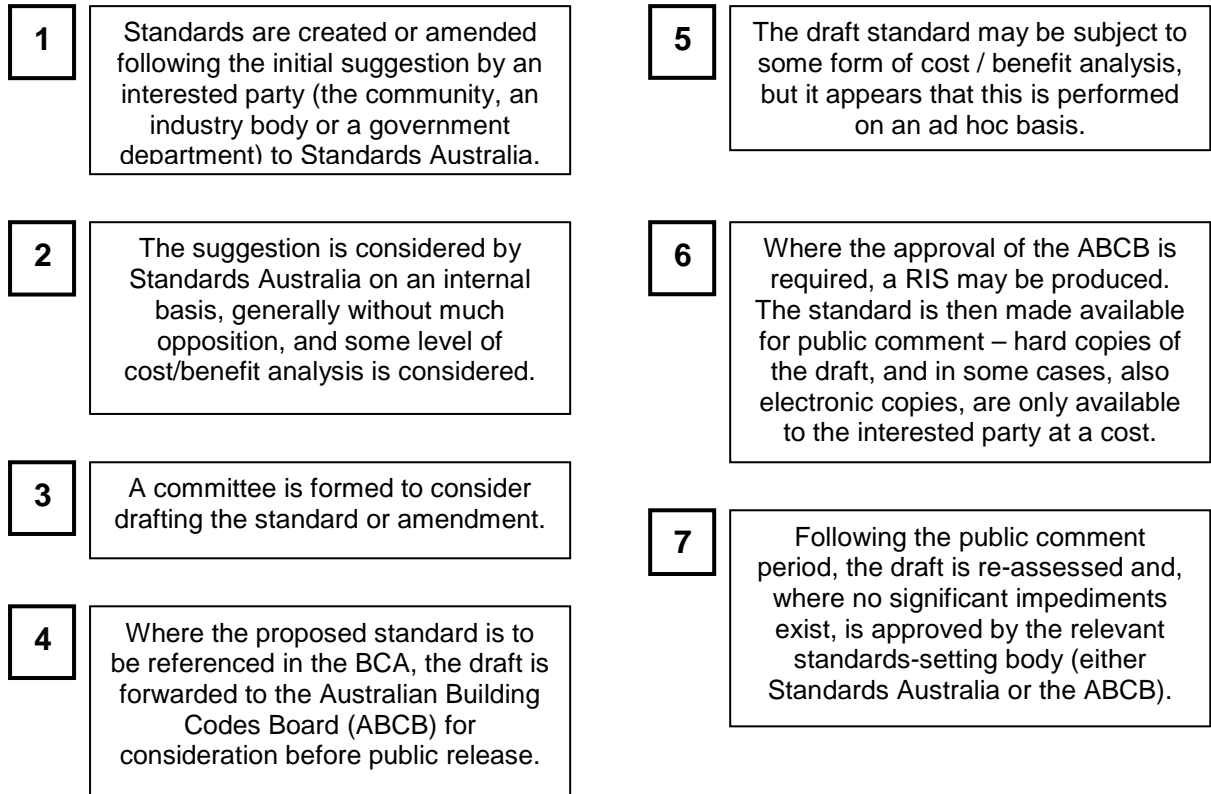 1
Standards are created or amended
following the initial suggestion by an
interested party (the community, an
industry body or a government
department) to Standards Australia.
2
The suggestion is considered by
Standards Australia on an internal
basis, generally without much
opposition, and some level of
cost/benefit analysis is considered.
3
A committee is formed to consider
drafting the standard or amendment.
4
Where the proposed standard is to
be referenced in the BCA, the draft is
forwarded to the Australian Building
Codes Board (ABCB) for
consideration before public release.
5
The draft standard may be subject to
some form of cost / benefit analysis,
but it appears that this is performed
on an ad hoc basis.
6
Where the approval of the ABCB is
required, a RIS may be produced.
The standard is then made available
for public comment – hard copies of
the draft, and in some cases, also
electronic copies, are only available
to the interested party at a cost.
7
Following the public comment
period, the draft is re-assessed and,
where no significant impediments
exist, is approved by the relevant
standards-setting body (either
Standards Australia or the ABCB).